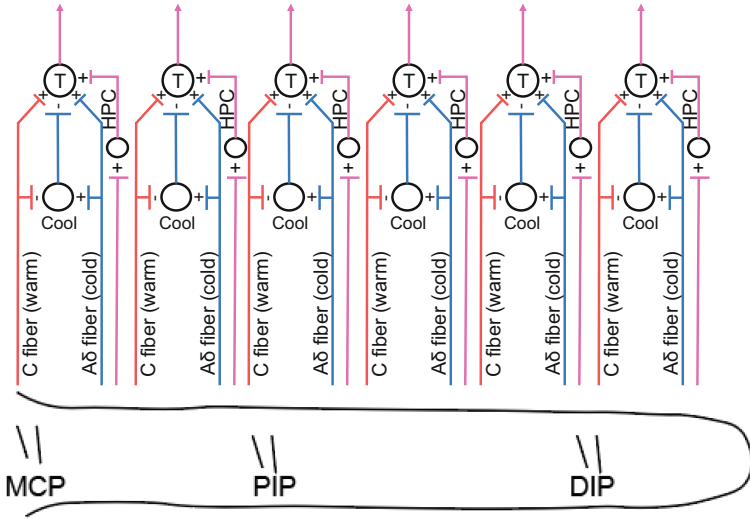 T + T + T + T + T + T +
+ - + + - + + - + + - + + - + + - +
HPC HPC HPC HPC HPC HPC
+ + + + + +
- + - + - + - + - + - +
Cool Cool Cool Cool Cool Cool
C fiber (warm) Aδ fiber (cold) C fiber (warm) Aδ fiber (cold) C fiber (warm) Aδ fiber (cold) C fiber (warm) Aδ fiber (cold) C fiber (warm) Aδ fiber (cold) C fiber (warm) Aδ fiber (cold)
MCP PIP DIP